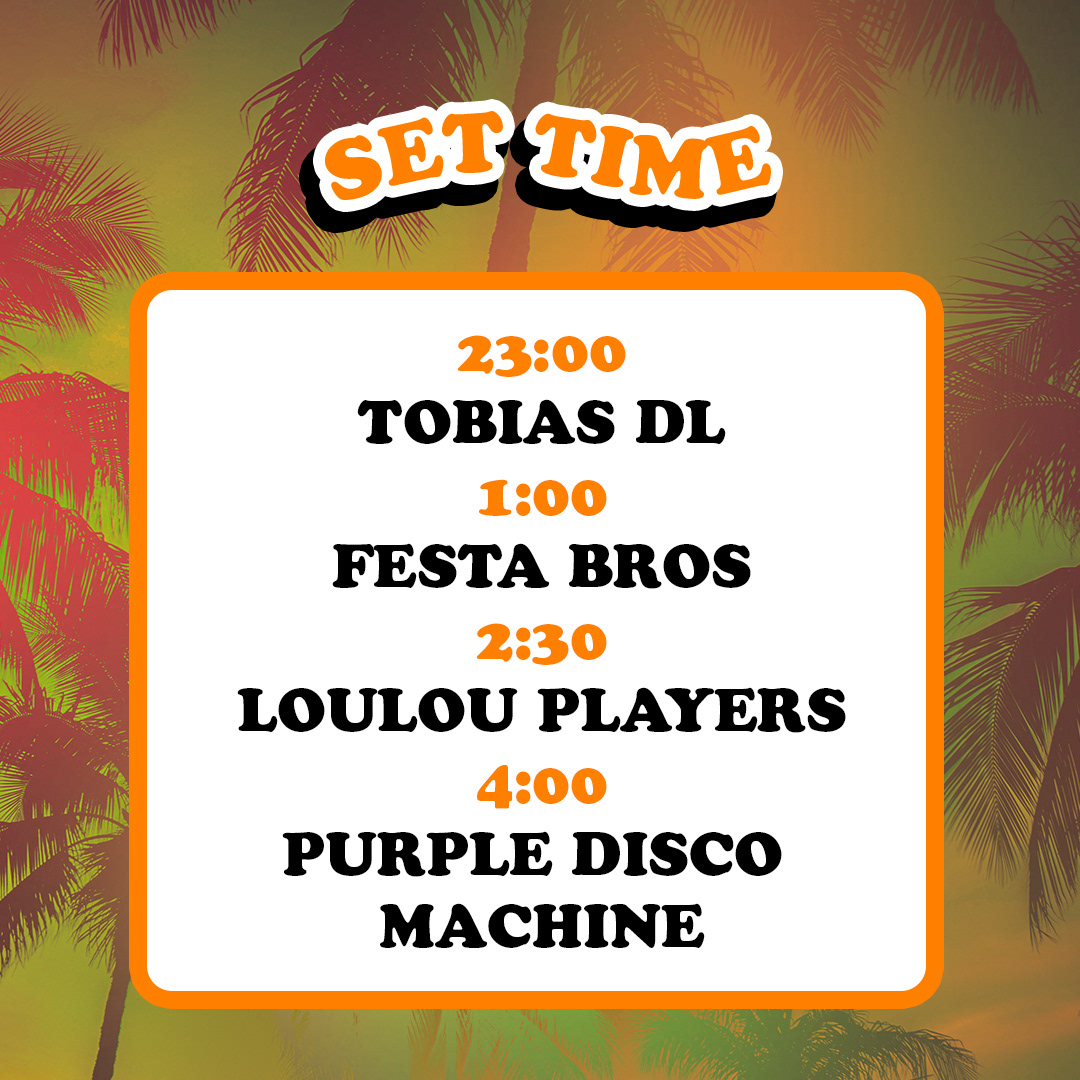 SET TIME
23:00
TOBIAS DL
1:00
FESTA BROS
2:30
LOULOU PLAYERS
4:00
PURPLE DISCO
MACHINE